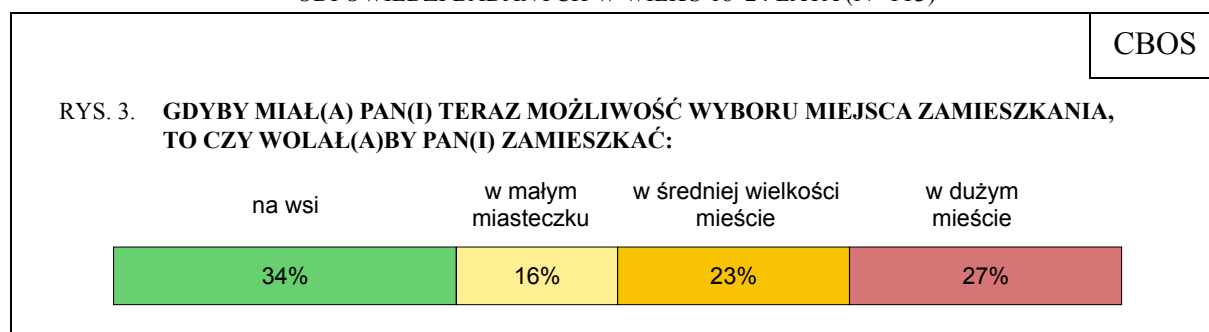 CBOS
RYS. 3. GDYBY MIAŁ(A) PAN(I) TERAZ MOŻLIWOŚĆ WYBORU MIEJSCA ZAMIESZKANIA,
TO CZY WOLAŁ(A)BY PAN(I) ZAMIESZKAĆ:
na wsi
w małym
miasteczku
w średniej wielkości
mieście
w dużym
mieście
34% 16% 23% 27%